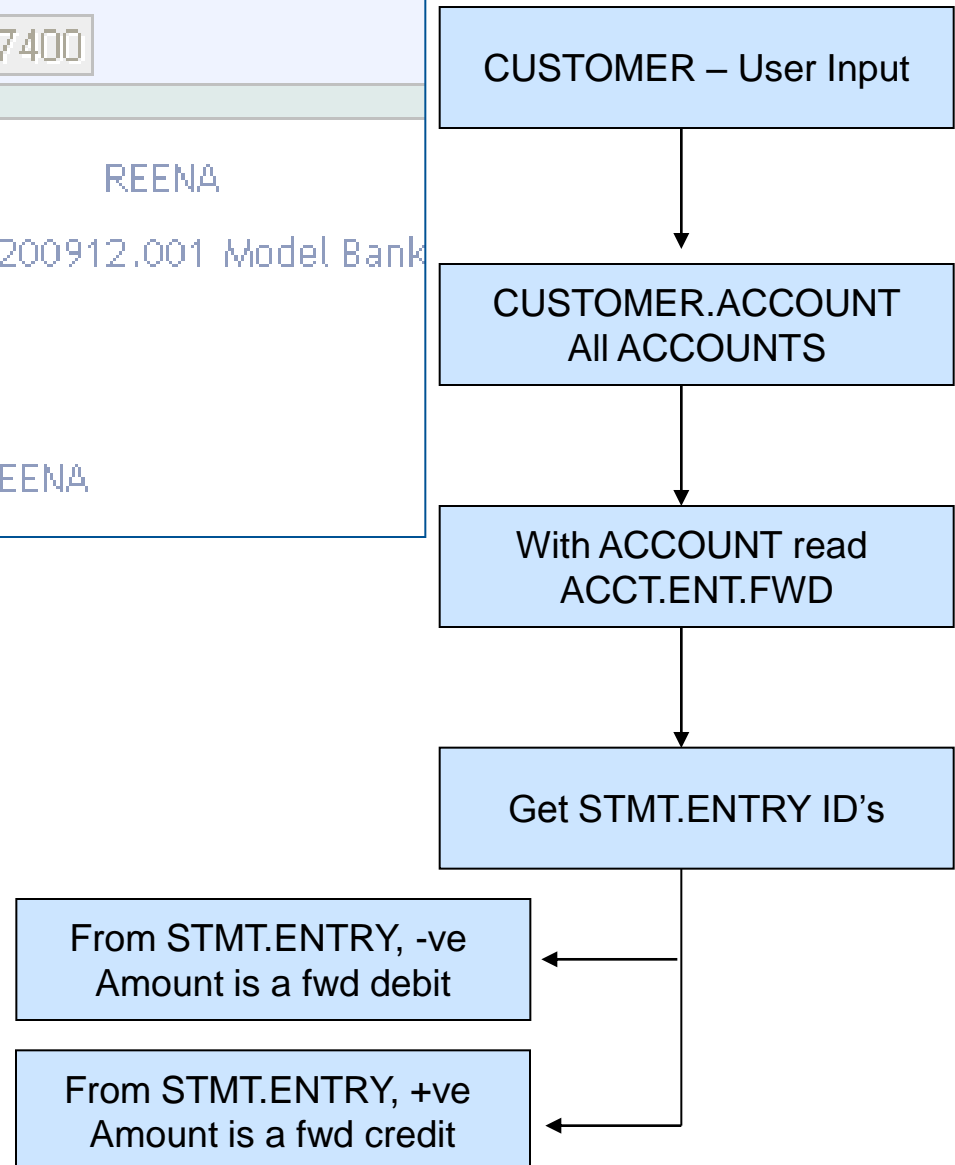 7400
REENA
200912.001 Model Bank
EENA
CUSTOMER – User Input
CUSTOMER.ACCOUNT
All ACCOUNTS
With ACCOUNT read
ACCT.ENT.FWD
Get STMT.ENTRY ID’s
From STMT.ENTRY, -ve
Amount is a fwd debit
From STMT.ENTRY, +ve
Amount is a fwd credit